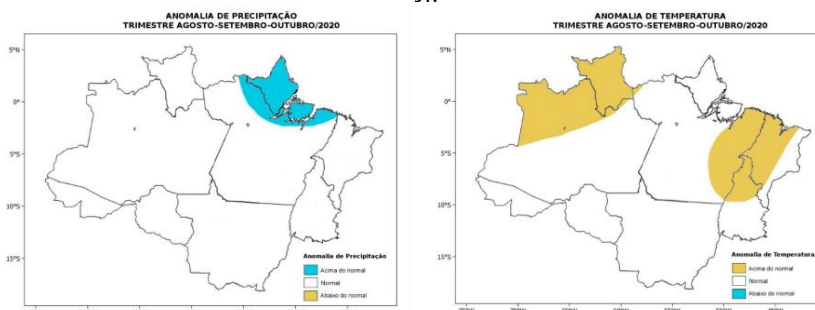 ANOMALIA DE PRECIPITAÇÃO
TRIMESTRE AGOSTO-SETEMBRO-OUTUBRO/2020
5°N
0°
5°S
10°S
15°S
Anomalia de Precipitação
Acima do normal
Normal
Abaixo do normal
ANOMALIA DE TEMPERATURA
TRIMESTRE AGOSTO-SETEMBRO-OUTUBRO/2020
5°N
0°
5°S
10°S
15°S
Anomalia de Temperatura
Acima do normal
Normal
Abaixo do normal